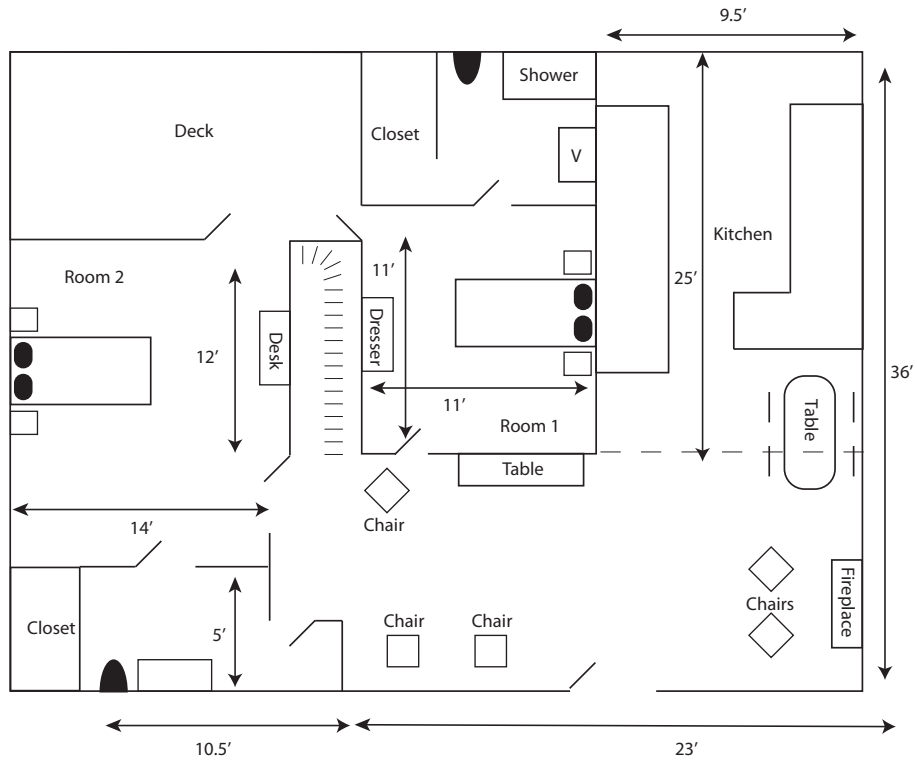 9.5′
Shower
Deck
Closet
V
Kitchen
Room 2
11′
25′
Desk
Dresser
12′
36′
11′
Table
Room 1
Table
Chair
14′
Chairs
Fireplace
Closet
5′
Chair
Chair
10.5′
23′